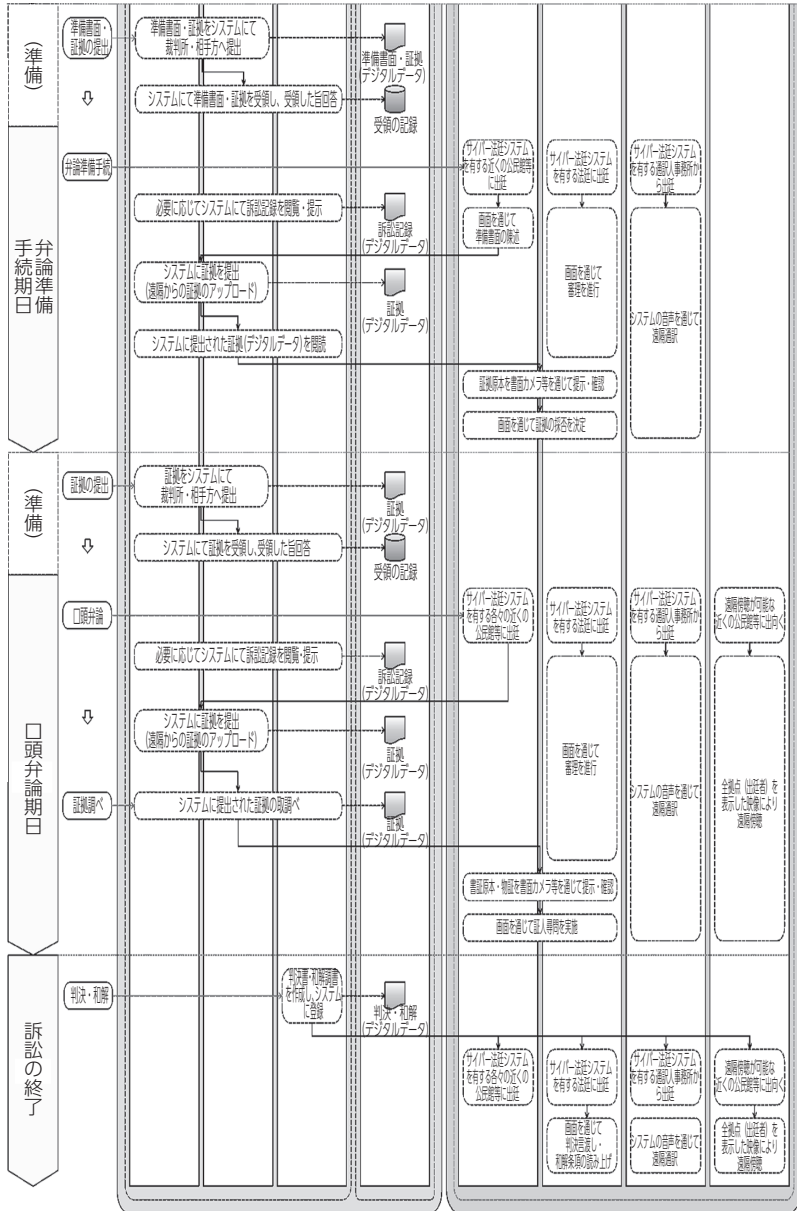 (準備)
準備書面・
証拠の提出
準備書面・証拠をシステムにて
裁判所・相手方へ提出
準備書面・証拠
(デジタルデータ)
システムにて準備書面・証拠を受領し、受領した旨回答
受領の記録
弁論準備
手続期日
弁論準備手続
サイバー法廷システム
を有する近くの公民館等
に出廷
サイバー法廷システム
を有する法廷に出廷
サイバー法廷システム
を有する通訳人事務所か
ら出廷
必要に応じてシステムにて訴訟記録を閲覧・提示
訴訟記録
(デジタルデータ)
画面を通じて
準備書面の陳述
画面を通じて
審理を進行
システムの音声を通じて
遠隔通訳
システムに証拠を提出
(遠隔からの証拠のアップロード)
証拠
(デジタルデータ)
システムに提出された証拠(デジタルデータ)を閲読
証拠原本を書面カメラ等を通じて提示・確認
画面を通じて証拠の採否を決定
(準備)
証拠の提出
証拠をシステムにて
裁判所・相手方へ提出
証拠
(デジタルデータ)
システムにて証拠を受領し、受領した旨回答
受領の記録
口頭弁論期日
口頭弁論
サイバー法廷システム
を有する各々の近くの
公民館等に出廷
サイバー法廷システム
を有する法廷に出廷
サイバー法廷システム
を有する通訳人事務所か
ら出廷
遠隔傍聴が可能な
近くの公民館等に出向く
必要に応じてシステムにて訴訟記録を閲覧・提示
訴訟記録
(デジタルデータ)
システムに証拠を提出
(遠隔からの証拠のアップロード)
証拠
(デジタルデータ)
画面を通じて
審理を進行
システムの音声を通じて
遠隔通訳
全拠点（出廷者）を
表示した映像により
遠隔傍聴
証拠調べ
システムに提出された証拠の取調べ
証拠
(デジタルデータ)
書証原本・物証を書面カメラ等を通じて提示・確認
画面を通じて証人尋問を実施
訴訟の終了
判決・和解
判決書・和解調書
を作成し、システム
に登録
判決・和解
(デジタルデータ)
サイバー法廷システム
を有する各々の近くの
公民館等に出廷
サイバー法廷システム
を有する法廷に出廷
サイバー法廷システム
を有する通訳人事務所か
ら出廷
遠隔傍聴が可能な
近くの公民館等に出向く
画面を通じて
判決言渡し・
和解条項の読み上げ
システムの音声を通じて
遠隔通訳
全拠点（出廷者）を
表示した映像により
遠隔傍聴